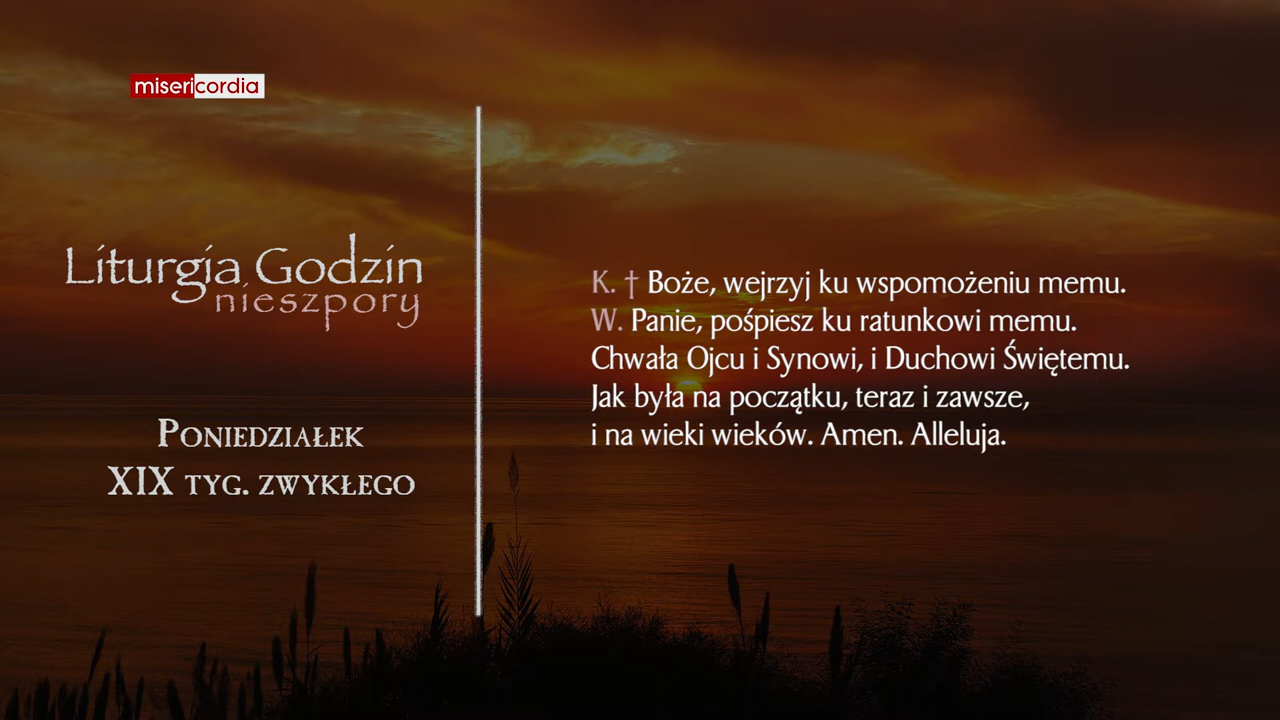 misericordia
Liturgia Godzin
nieszpory
Poniedziałek
XIX tyg. zwykłego
K. † Boże, wejrzyj ku wspomożeniu memu.
W. Panie, pośpiesz ku ratunkowi memu.
Chwała Ojcu i Synowi, i Duchowi Świętemu.
Jak była na początku, teraz i zawsze,
i na wieki wieków. Amen. Alleluja.